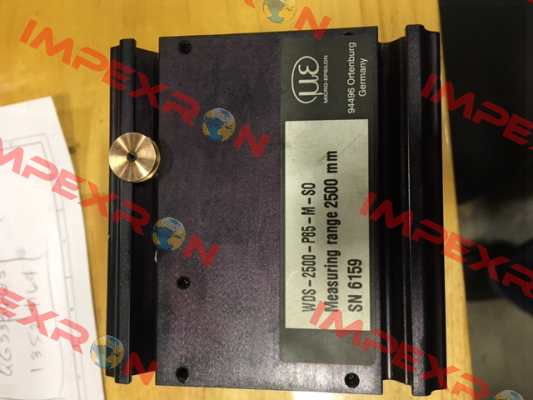 με
MICRO-EPSILON
94496 Ortenburg
Germany
WDS-2500-P85-M-SO
Measuring range 2500 mm
SN 6159
IMPEXRON
IMPEXRON
IMPEXRON
IMPEXRON
IMPEXRON